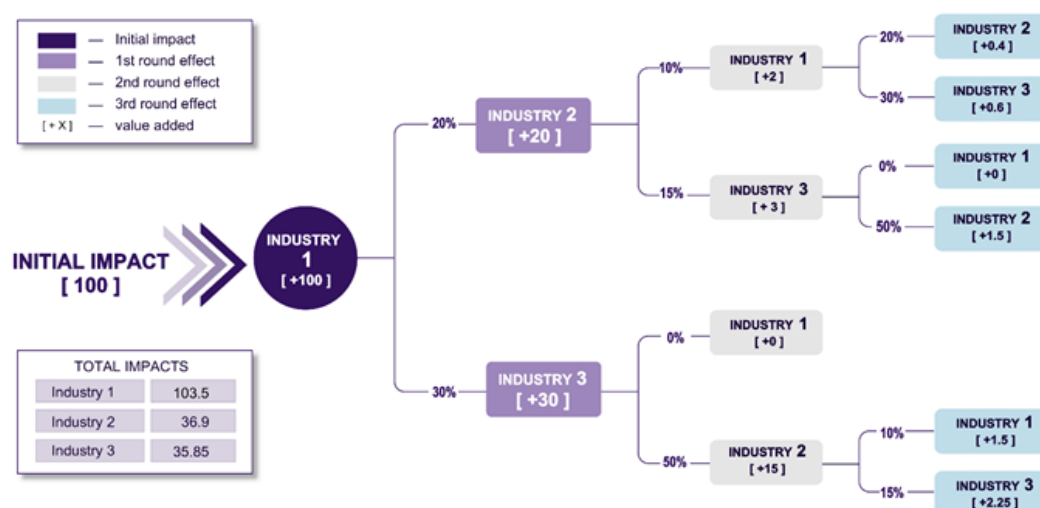 Initial impact
1st round effect
2nd round effect
3rd round effect
[ + X ] — value added
INITIAL IMPACT
[ 100 ]
TOTAL IMPACTS
Industry 1 103.5
Industry 2 36.9
Industry 3 35.85
INDUSTRY
1
[ +100 ]
20%
INDUSTRY 2
[ +20 ]
30%
INDUSTRY 3
[ +30 ]
10%
INDUSTRY 1
[ +2 ]
15%
INDUSTRY 3
[ + 3 ]
0%
INDUSTRY 1
[ +0 ]
50%
INDUSTRY 2
[ +15 ]
20%
INDUSTRY 2
[ +0.4 ]
30%
INDUSTRY 3
[ +0.6 ]
0%
INDUSTRY 1
[ +0 ]
50%
INDUSTRY 2
[ +1.5 ]
10%
INDUSTRY 1
[ +1.5 ]
15%
INDUSTRY 3
[ +2.25 ]